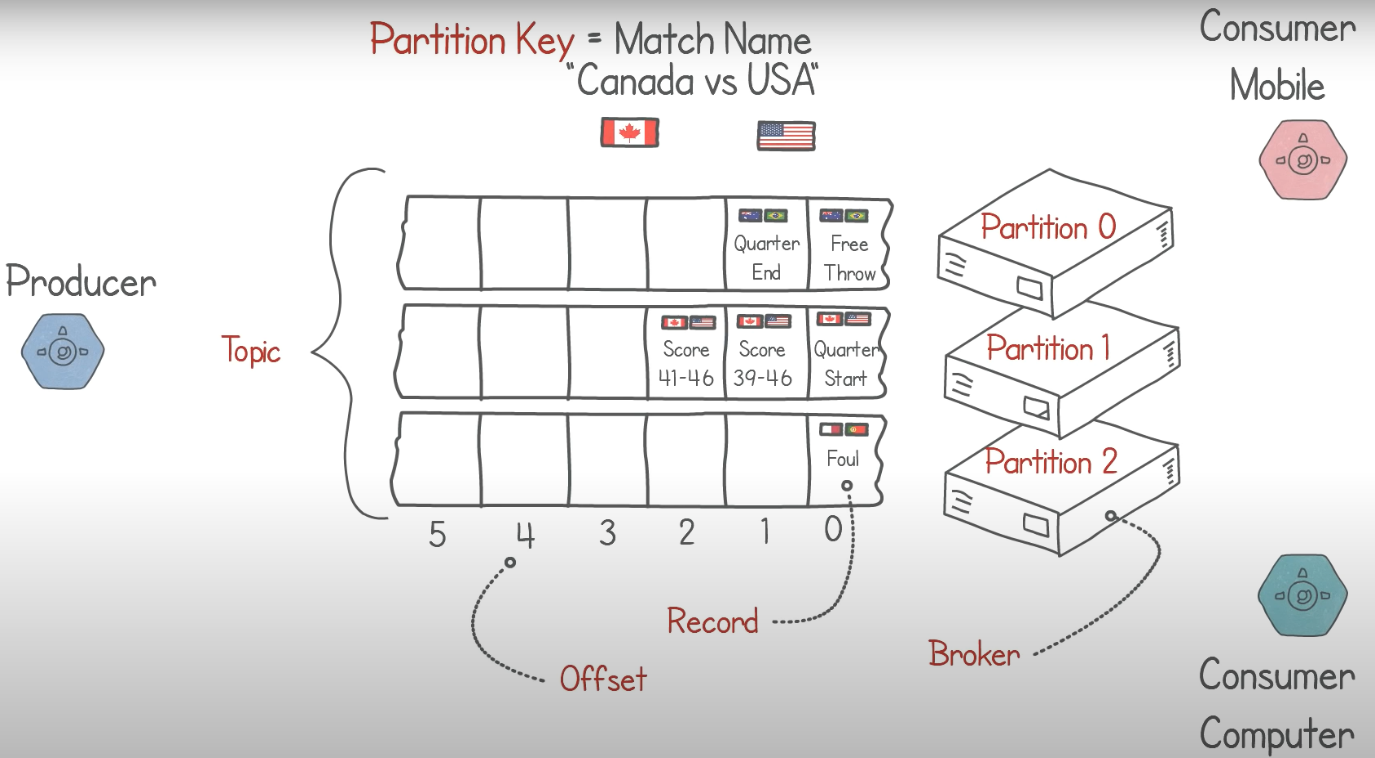 Partition Key = Match Name
"Canada vs USA"
Consumer
Mobile
Producer
Topic
Quarter
End
Free
Throw
Partition 0
Score
41-46
Score
39-46
Quarter
Start
Partition 1
Foul
Partition 2
5 4 3 2 1 0
Record
Offset
Broker
Consumer
Computer